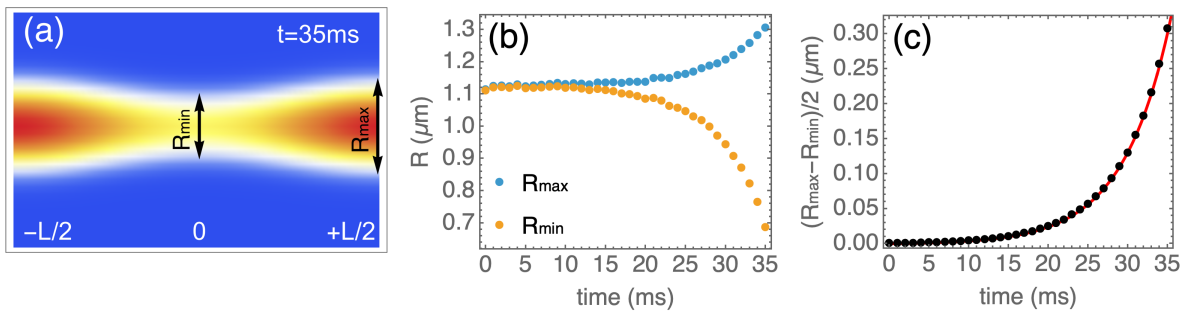 (a)
t=35ms
Rmin
Rmax
−L/2 0 +L/2
(b)
R (μm)
1.3
1.2
1.1
1.0
0.9
0.8
0.7
Rmax
Rmin
0 5 10 15 20 25 30 35
time (ms)
(c)
(Rmax−Rmin)/2 (μm)
0.30
0.25
0.20
0.15
0.10
0.05
0.00
0 5 10 15 20 25 30 35
time (ms)